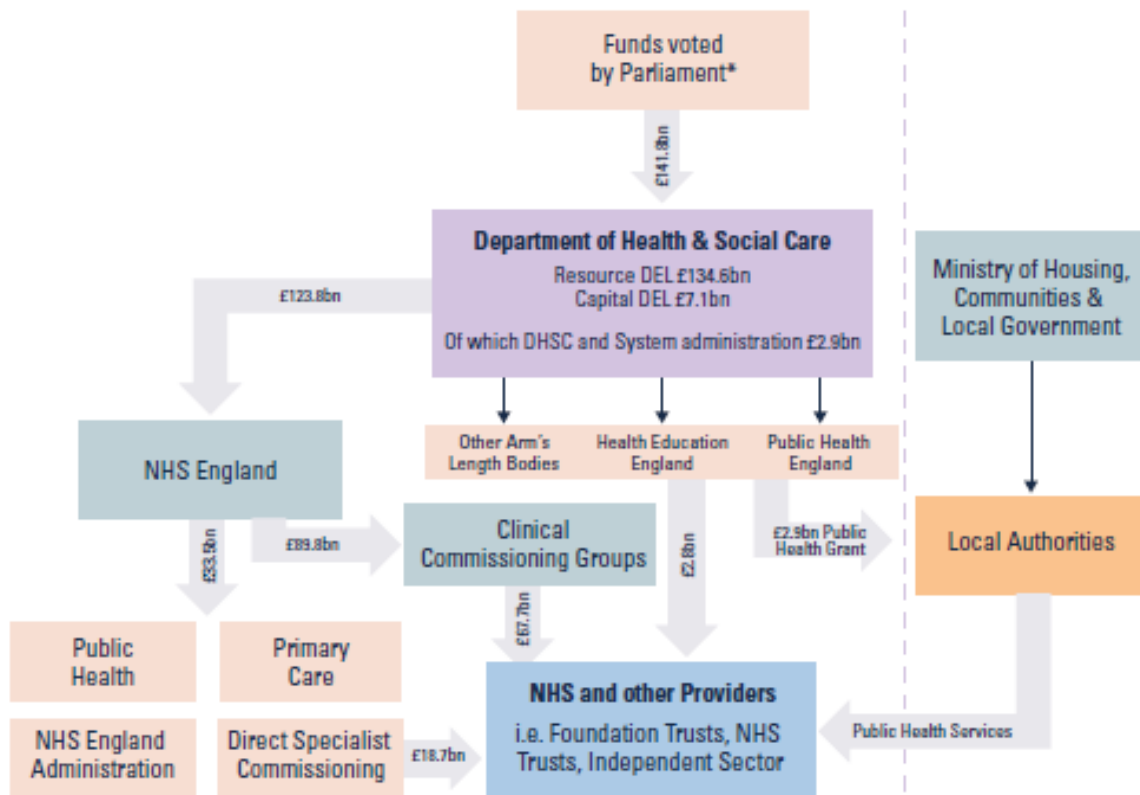 Funds voted
by Parliament*
£141.8bn
Department of Health & Social Care
Resource DEL £134.6bn
Capital DEL £7.1bn
Of which DHSC and System administration £2.9bn
Ministry of Housing,
Communities &
Local Government
£123.8bn
Other Arm's
Length Bodies
Health Education
England
Public Health
England
NHS England
£33.5bn
£89.8bn
Clinical
Commissioning Groups
£2.8bn
£2.9bn Public
Health Grant
Local Authorities
£67.7bn
Public
Health
Primary
Care
NHS England
Administration
Direct Specialist
Commissioning
£18.7bn
NHS and other Providers
i.e. Foundation Trusts, NHS
Trusts, Independent Sector
Public Health Services